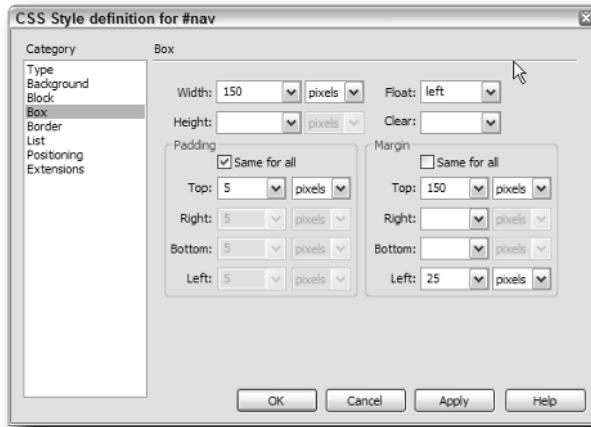 CSS Style definition for #nav
Category
Box
Type
Background
Block
Box
Border
List
Positioning
Extensions
Width: 150 pixels Float: left
Height: pixels Clear:
Padding Margin
Same for all Same for all
Top: 5 pixels Top: 150 pixels
Right: 5 pixels Right: pixels
Bottom: 5 pixels Bottom: pixels
Left: 5 pixels Left: 25 pixels
OK Cancel Apply Help